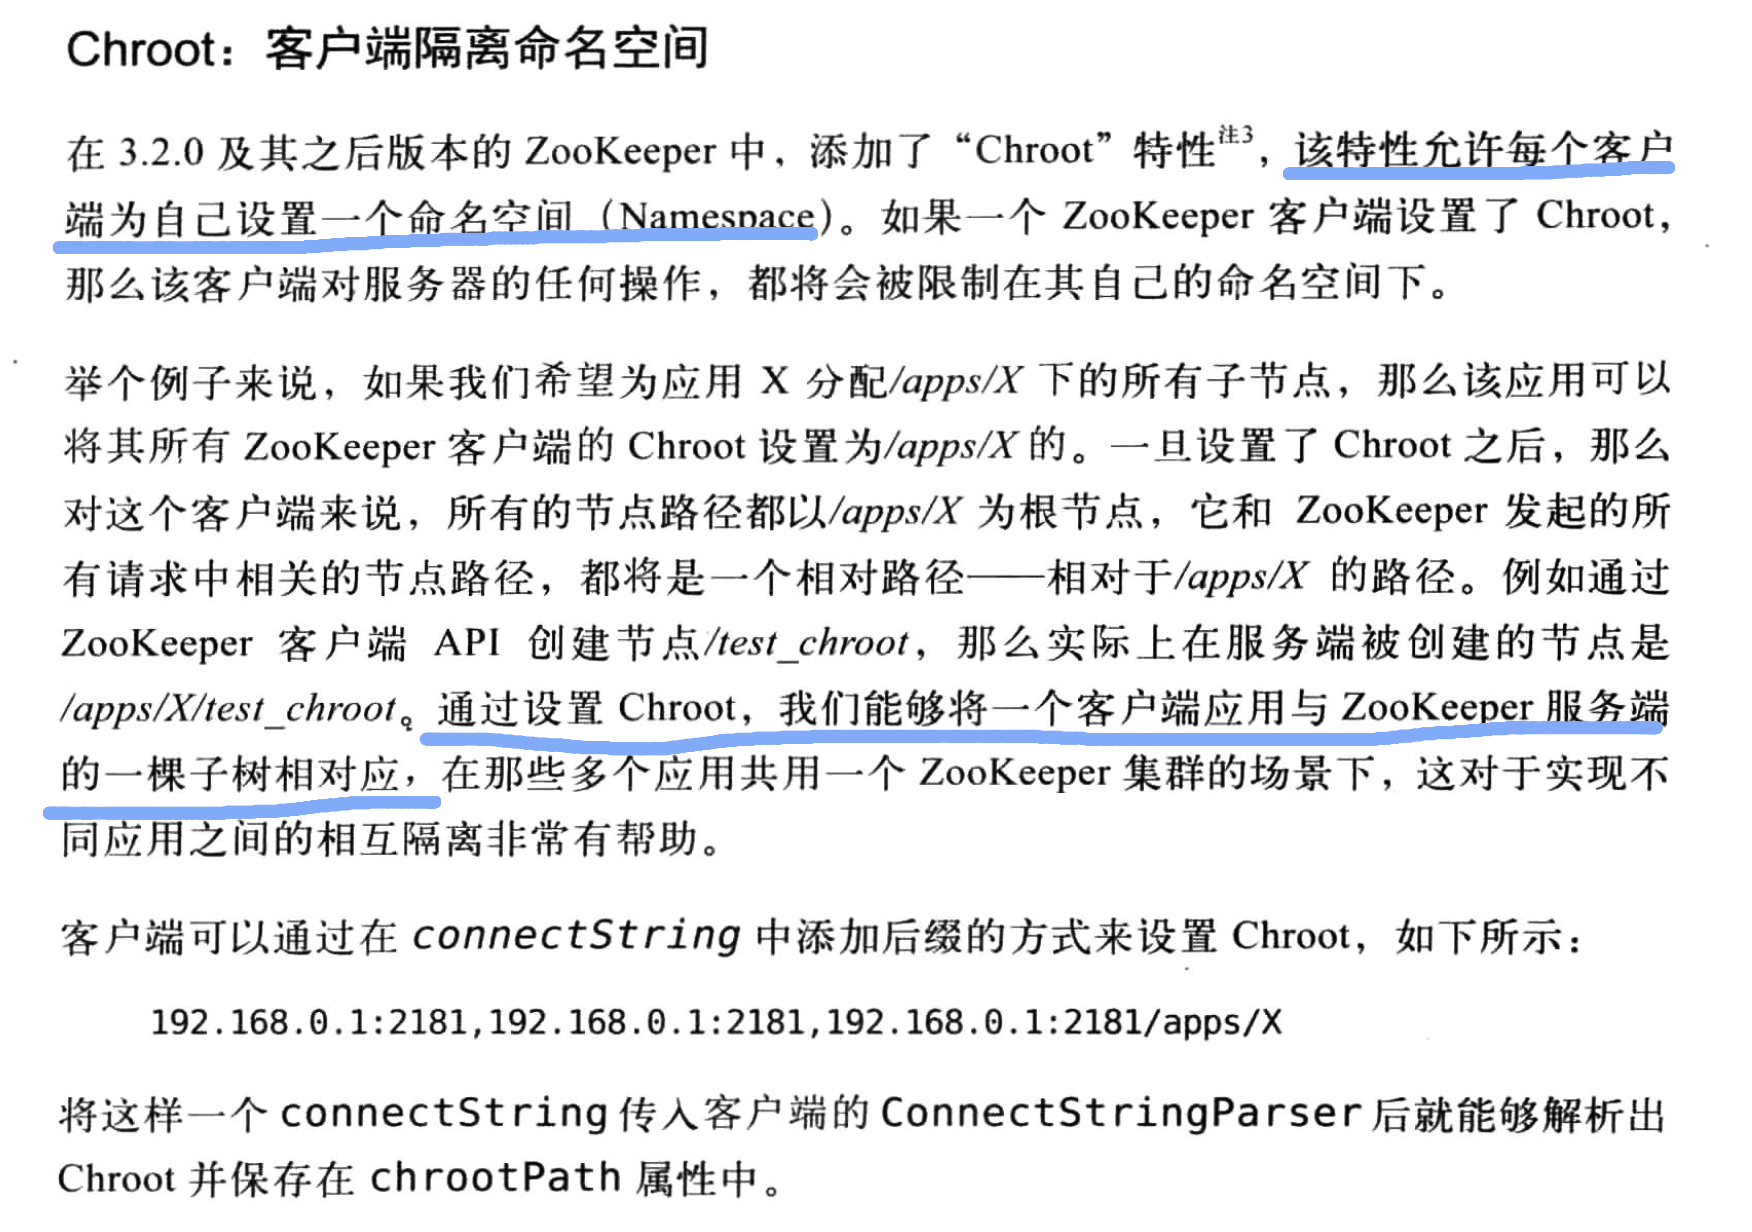 Chroot：客户端隔离命名空间
在 3.2.0 及其之后版本的 ZooKeeper 中，添加了“Chroot”特性注3，该特性允许每个客户
端为自己设置一个命名空间（Namespace）。如果一个 ZooKeeper 客户端设置了 Chroot，
那么该客户端对服务器的任何操作，都将会被限制在其自己的命名空间下。
举个例子来说，如果我们希望为应用 X 分配/apps/X 下的所有子节点，那么该应用可以
将其所有 ZooKeeper 客户端的 Chroot 设置为/apps/X 的。一旦设置了 Chroot 之后，那么
对这个客户端来说，所有的节点路径都以/apps/X 为根节点，它和 ZooKeeper 发起的所
有请求中相关的节点路径，都将是一个相对路径——相对于/apps/X 的路径。例如通过
ZooKeeper 客户端 API 创建节点/test_chroot，那么实际上在服务端被创建的节点是
/apps/X/test_chroot。通过设置 Chroot，我们能够将一个客户端应用与 ZooKeeper 服务端
的一棵子树相对应，在那些多个应用共用一个 ZooKeeper 集群的场景下，这对于实现不
同应用之间的相互隔离非常有帮助。
客户端可以通过在 connectString 中添加后缀的方式来设置 Chroot，如下所示：
192.168.0.1:2181,192.168.0.1:2181,192.168.0.1:2181/apps/X
将这样一个 connectString 传入客户端的 ConnectStringParser 后就能够解析出
Chroot 并保存在 chrootPath 属性中。